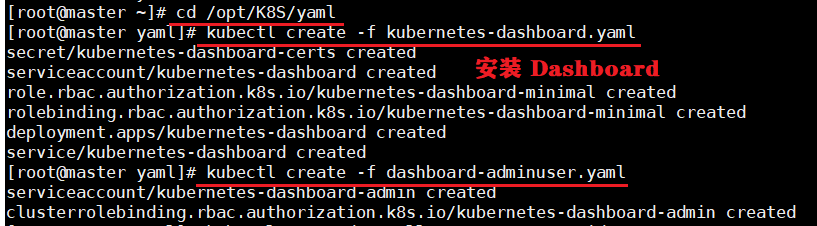 [root@master ~]# cd /opt/K8S/yaml
[root@master yaml]# kubectl create -f kubernetes-dashboard.yaml
secret/kubernetes-dashboard-certs created
serviceaccount/kubernetes-dashboard created
安装 Dashboard
role.rbac.authorization.k8s.io/kubernetes-dashboard-minimal created
rolebinding.rbac.authorization.k8s.io/kubernetes-dashboard-minimal created
deployment.apps/kubernetes-dashboard created
service/kubernetes-dashboard created
[root@master yaml]# kubectl create -f dashboard-adminuser.yaml
serviceaccount/kubernetes-dashboard-admin created
clusterrolebinding.rbac.authorization.k8s.io/kubernetes-dashboard-admin created